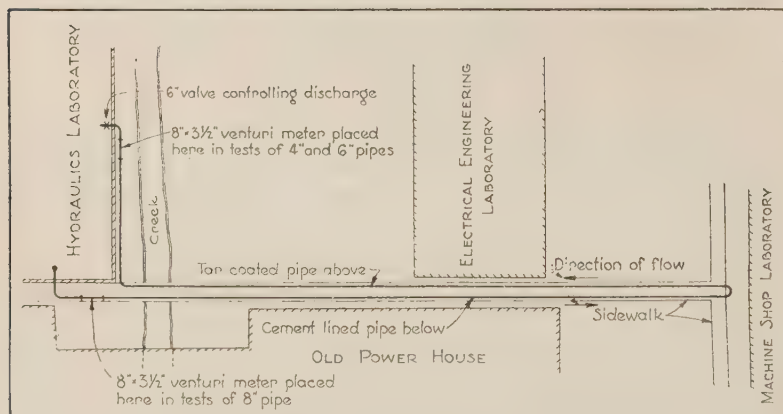 HYDRAULICS LABORATORY
6" valve controlling discharge
8"×3½" venturi meter placed
here in tests of 4" and 6" pipes
Creek
ELECTRICAL ENGINEERING
LABORATORY
MACHINE SHOP LABORATORY
Tar coated pipe above
Direction of flow
Cement lined pipe below
Sidewalk
OLD POWER HOUSE
8"×3½" venturi meter placed
here in tests of 8" pipe